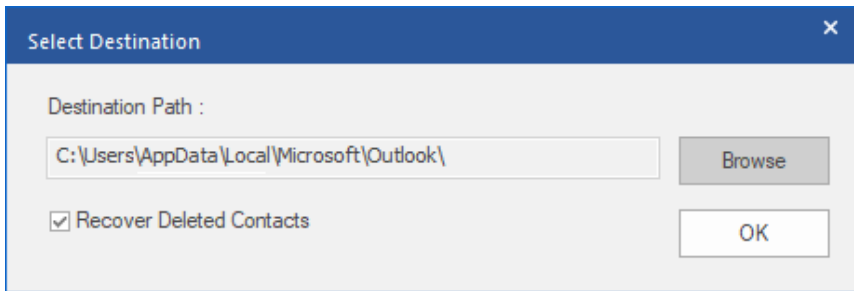 Select Destination
Destination Path :
C:\Users\AppData\Local\Microsoft\Outlook\
Browse
Recover Deleted Contacts
OK